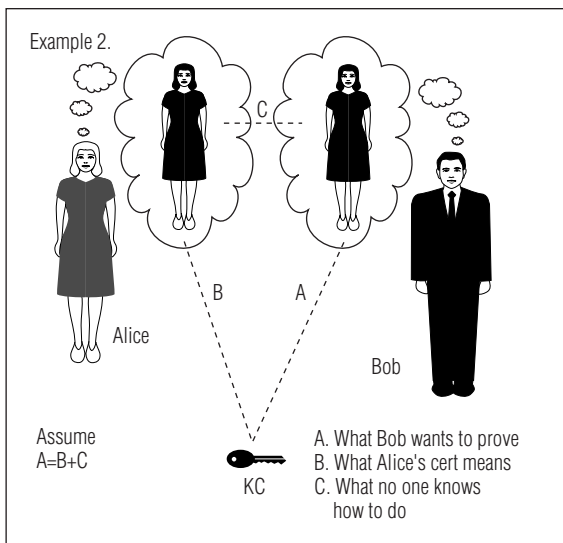 Example 2.
C
B
A
Alice
Bob
Assume
A=B+C
KC
A. What Bob wants to prove
B. What Alice's cert means
C. What no one knows
how to do